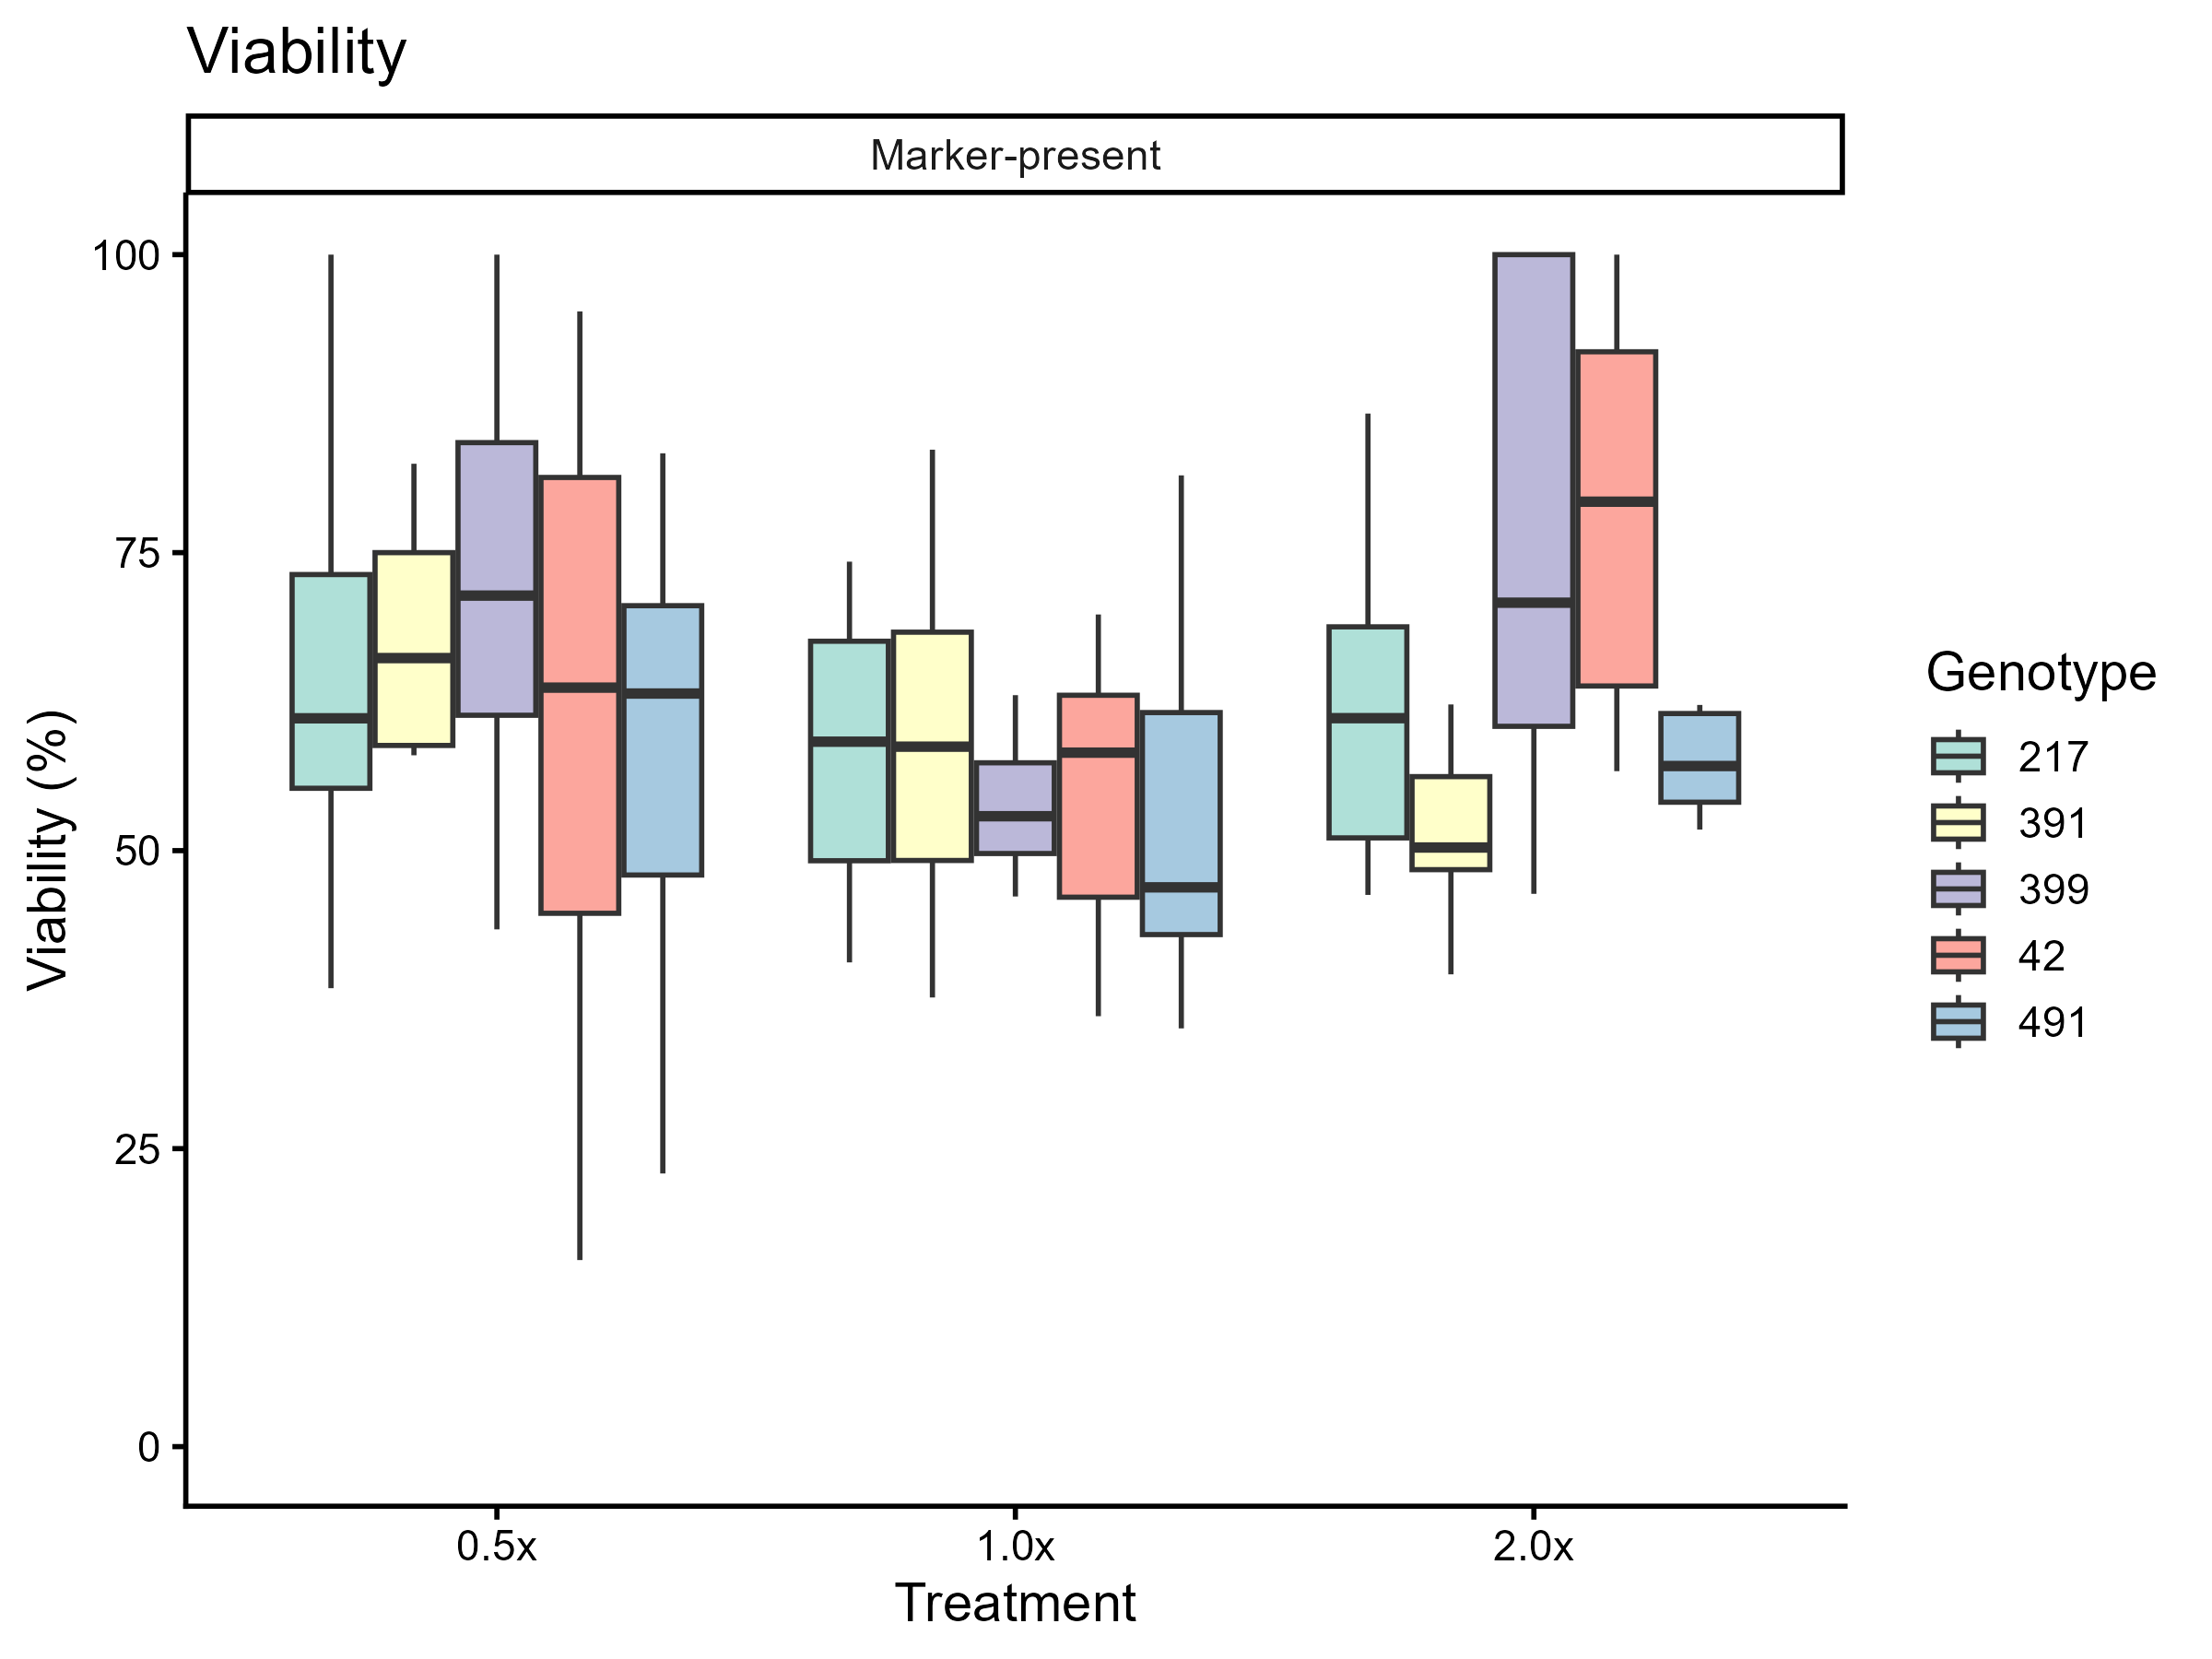 Viability
Marker-present
Viability (%)
100
75
50
25
0
0.5x
1.0x
2.0x
Treatment
Genotype
217
391
399
42
491